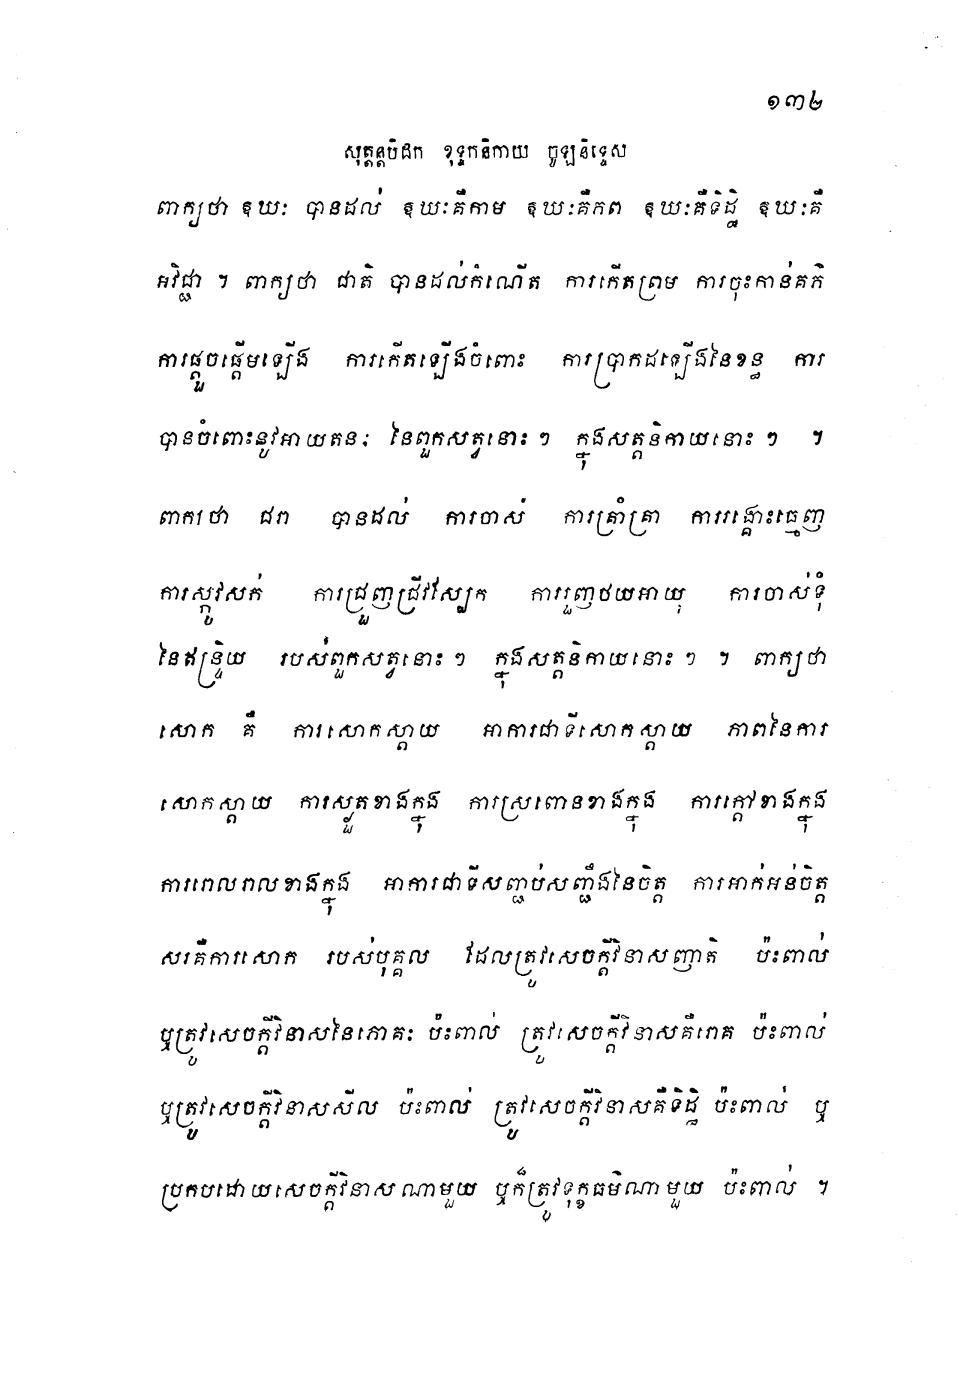 ១៣២
សុត្តន្តបិដក ខុទ្ទកនិកាយ ចូឡនិទ្ទេស
ពាក្យថា ឱឃៈ បានដល់ ឱឃៈគឺកាម ឱឃៈគឺភព ឱឃៈគឺទិដ្ឋិ ឱឃៈគឺ
អវិជ្ជា ។ ពាក្យថា ជាតិ បានដល់កំណើត ការកើតព្រម ការចុះកាន់គភ៌
ការផ្តួចផ្តើមឡើង ការកើតឡើងចំពោះ ការប្រាកដឡើងនៃខន្ធ ការ
បានចំពោះនូវអាយតនៈ នៃពួកសត្វនោះ ៗ ក្នុងសត្តនិកាយនោះ ៗ ។
ពាក្យថា ជរា បានដល់ ការចាស់ ការគ្រាំគ្រា ការរង្គោះធ្មេញ
ការស្កូវសក់ ការជ្រួញជ្រីវស្បែក ការរួញថយអាយុ ការចាស់ទុំ
នៃឥន្ទ្រិយ របស់ពួកសត្វនោះ ៗ ក្នុងសត្តនិកាយនោះ ៗ ។ ពាក្យថា
សោក គឺ ការសោកស្តាយ អាការជាទីសោកស្តាយ ភាពនៃការ
សោកស្តាយ ការស្ងួតខាងក្នុង ការស្រពោនខាងក្នុង ការក្តៅខាងក្នុង
ការរោលរាលខាងក្នុង អាការជាទីសញ្ជប់សញ្ជឹងនៃចិត្ត ការអាក់អន់ចិត្ត
សរគឺការសោក របស់បុគ្គល ដែលត្រូវសេចក្តីវិនាសញាតិ ប៉ះពាល់
ឬត្រូវសេចក្តីវិនាសនៃភោគៈ ប៉ះពាល់ ត្រូវសេចក្តីវិនាសគឺរោគ ប៉ះពាល់
ឬត្រូវសេចក្តីវិនាសសីល ប៉ះពាល់ ត្រូវសេចក្តីវិនាសគឺទិដ្ឋិ ប៉ះពាល់ ឬ
ប្រកបដោយសេចក្តីវិនាសណាមួយ ឬក៏ត្រូវទុក្ខធម៌ណាមួយ ប៉ះពាល់ ។